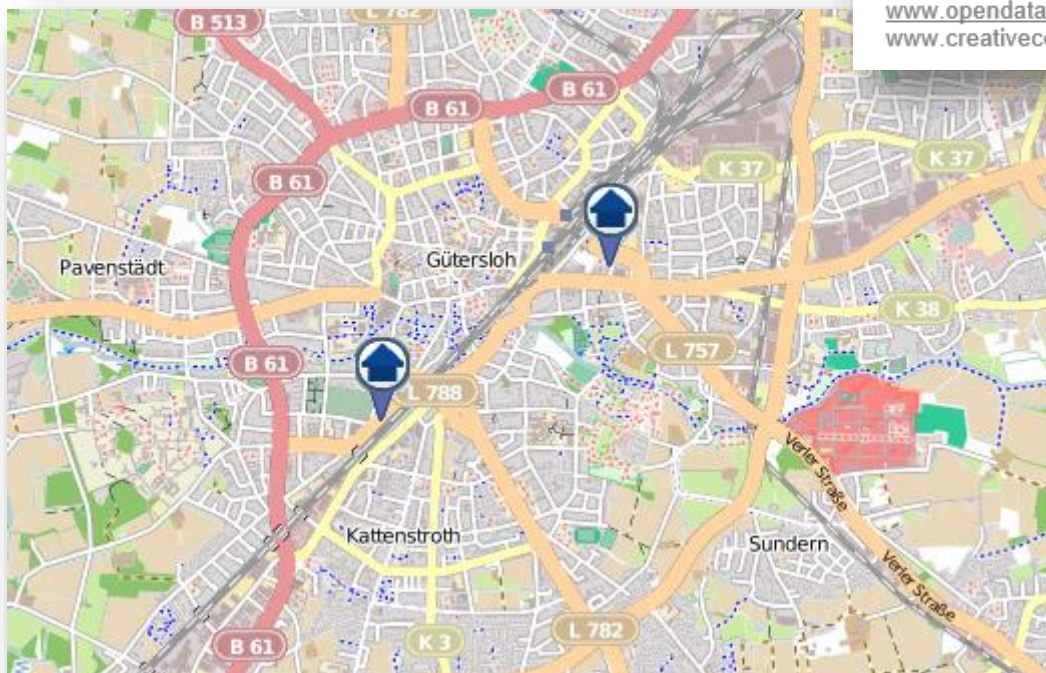 www.opendata
www.creativec
B 513
L 782
B 61
B 61
K 37
K 37
B 61
Gütersloh
Pavenstädt
K 38
L 757
B 61
L 788
Verler Straße
Kattenstroth
Sundern
Verler Straße
L 782
B 61
K 3